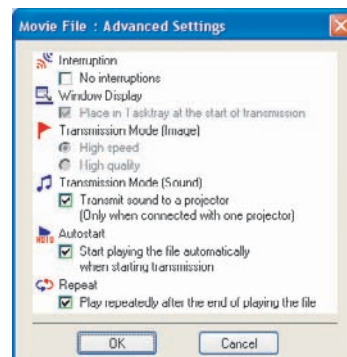 Movie File : Advanced Settings
Interruption
No interruptions
Window Display
Place in Tasktray at the start of transmission
Transmission Mode (Image)
High speed
High quality
Transmission Mode (Sound)
Transmit sound to a projector
(Only when connected with one projector)
AUTO
Autostart
Start playing the file automatically
when starting transmission
Repeat
Play repeatedly after the end of playing the file
OK
Cancel